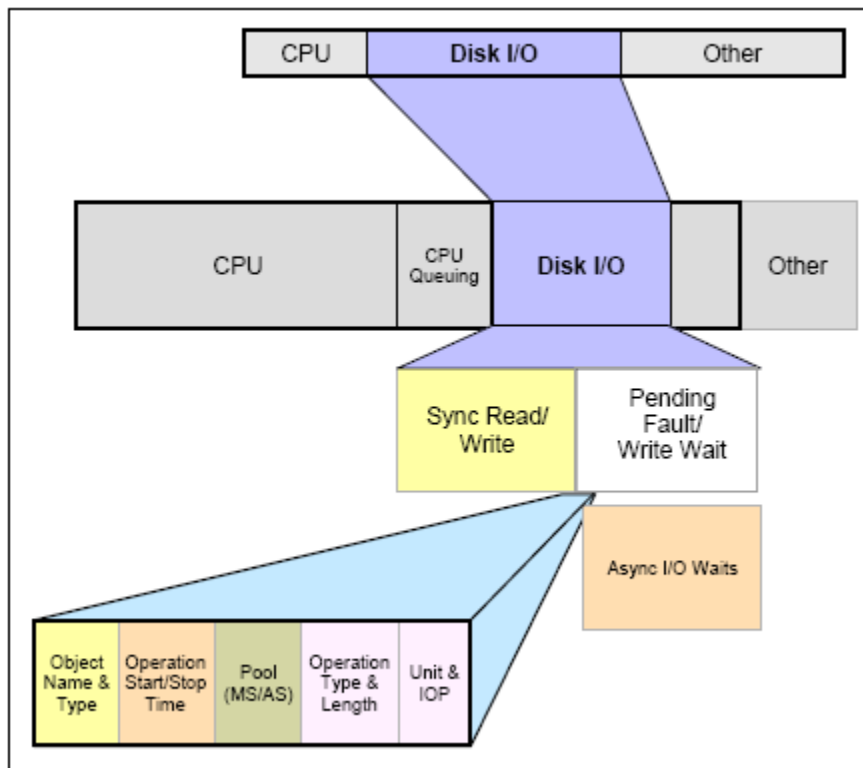 CPU
Disk I/O
Other
CPU
CPU
Queuing
Disk I/O
Other
Sync Read/
Write
Pending
Fault/
Write Wait
Async I/O Waits
Object
Name &
Type
Operation
Start/Stop
Time
Pool
(MS/AS)
Operation
Type &
Length
Unit &
IOP